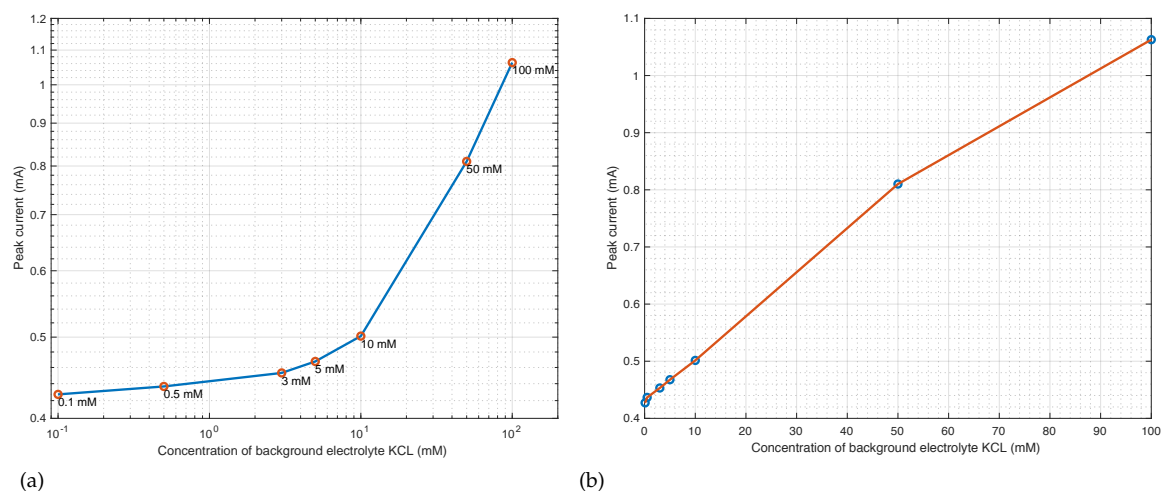 1.2
1.1
1
0.9
0.8
0.7
0.6
0.5
0.4
Peak current (mA)
0.1 mM
0.5 mM
3 mM
5 mM
10 mM
50 mM
100 mM
10-1
100
101
102
Concentration of background electrolyte KCL (mM)
(a)
1.1
1
0.9
0.8
0.7
0.6
0.5
0.4
Peak current (mA)
0 10 20 30 40 50 60 70 80 90 100
Concentration of background electrolyte KCL (mM)
(b)